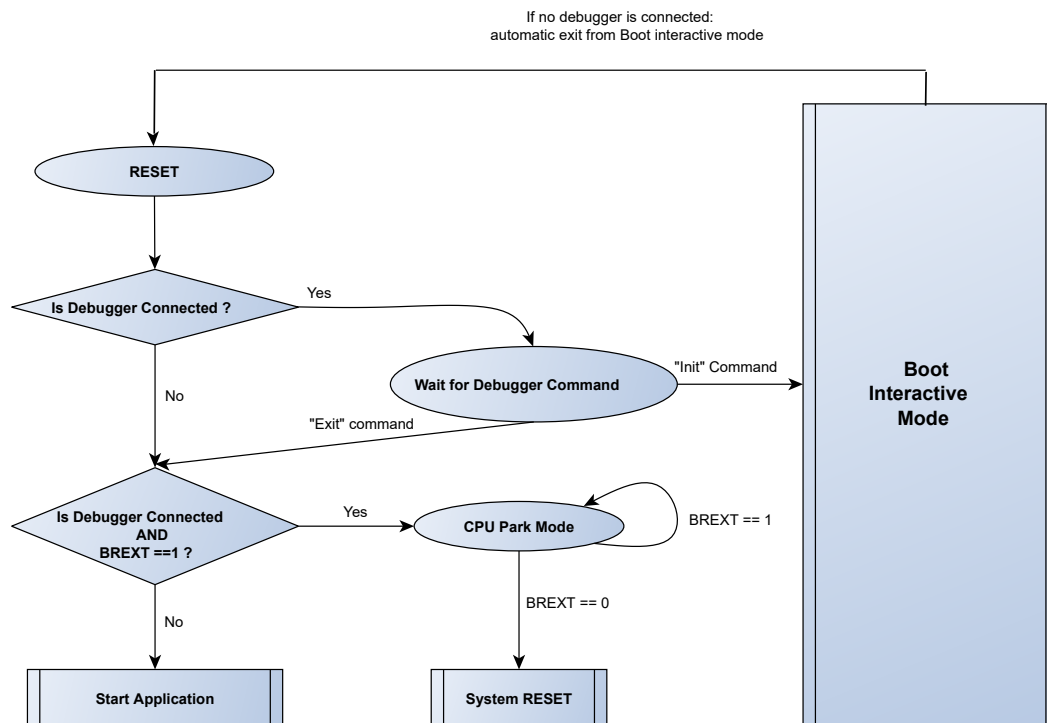 If no debugger is connected:
automatic exit from Boot interactive mode
RESET
Is Debugger Connected ?
Yes
Wait for Debugger Command
"Init" Command
Boot
Interactive
Mode
No
"Exit" command
Is Debugger Connected
AND
BREXT ==1 ?
Yes
CPU Park Mode
BREXT == 1
BREXT == 0
No
Start Application
System RESET